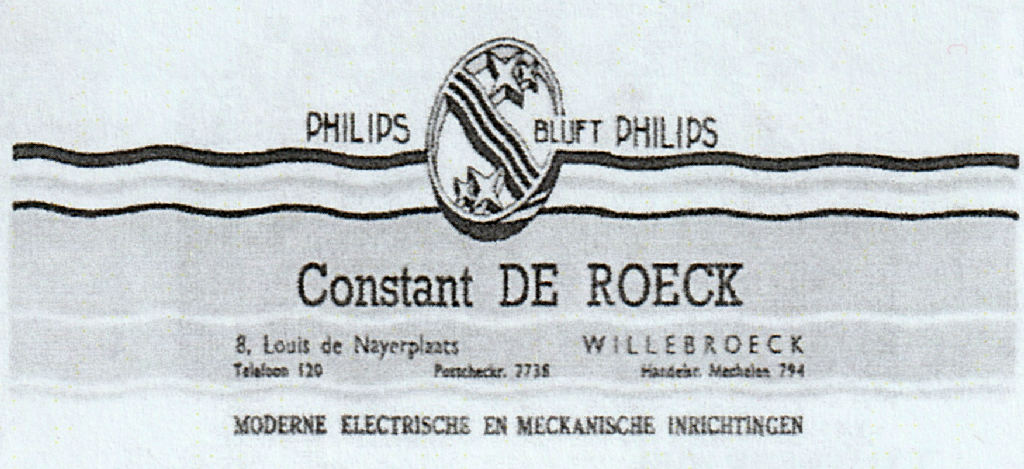 PHILIPS BLIJFT PHILIPS
Constant DE ROECK
8, Louis de Nayerplaats WILLEBROECK
Telefoon 120 Postcheckr. 7736 Handelsr. Mechelen 794
MODERNE ELECTRISCHE EN MECKANISCHE INRICHTINGEN